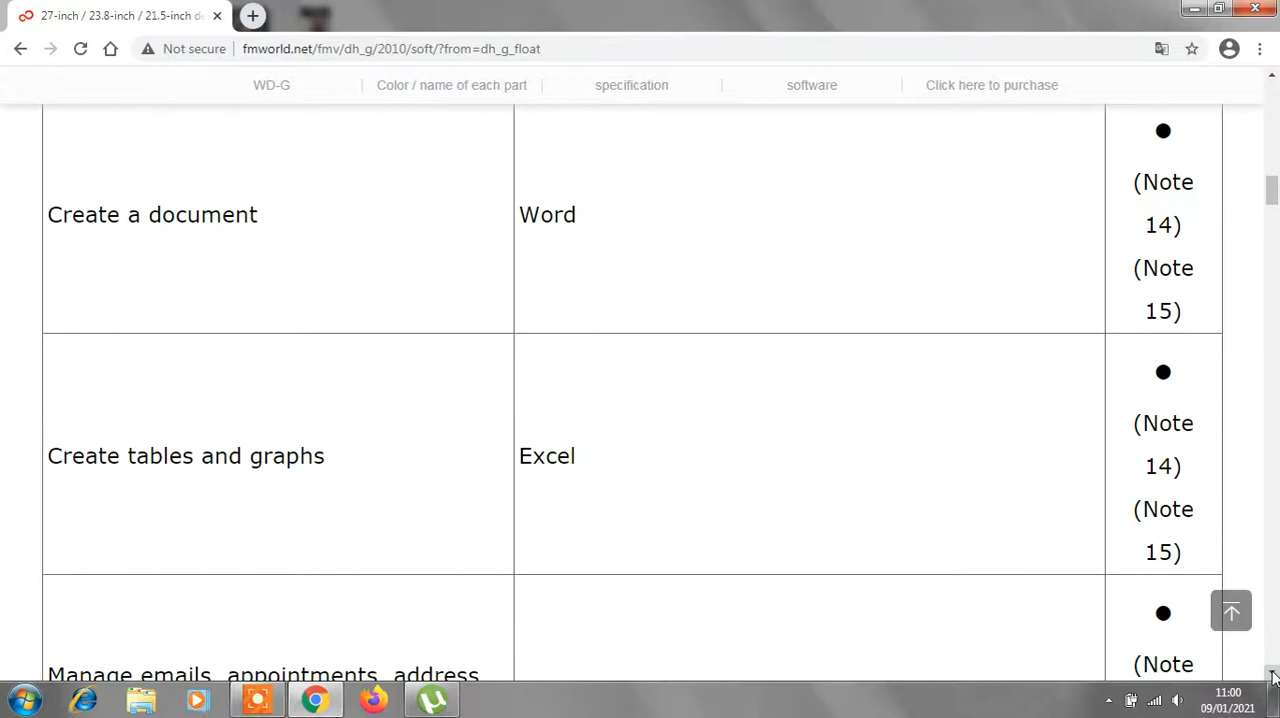 27-inch / 23.8-inch / 21.5-inch de
Not secure
fmworld.net/fmv/dh_g/2010/soft/?from=dh_g_float
WD-G
Color / name of each part
specification
software
Click here to purchase
Create a document
Word
●
(Note
14)
(Note
15)
Create tables and graphs
Excel
●
(Note
14)
(Note
15)
Manage emails, appointments, address
●
(Note
11:00
09/01/2021